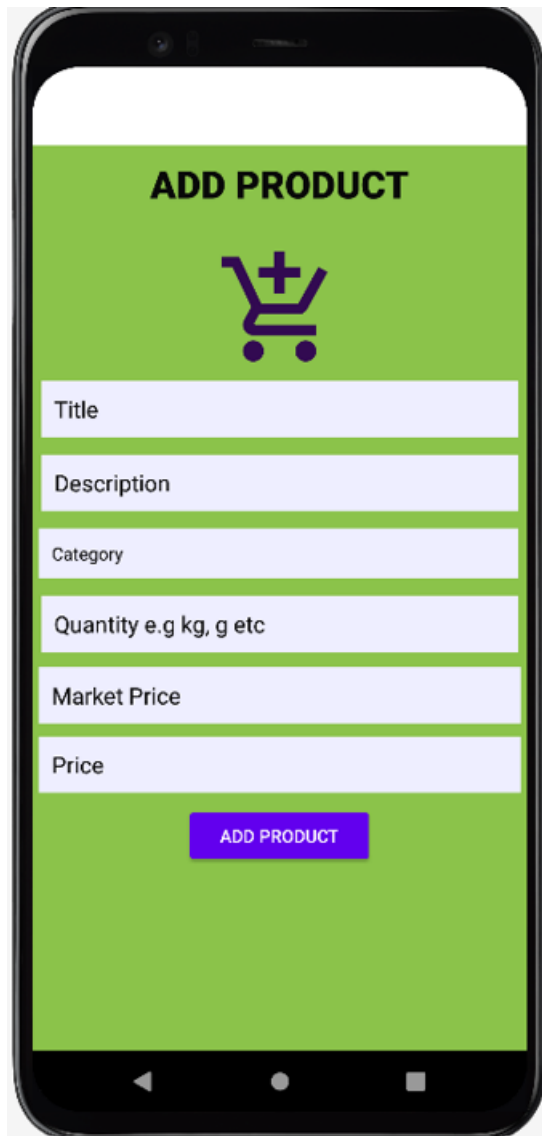 ADD PRODUCT
Title
Description
Category
Quantity e.g kg, g etc
Market Price
Price
ADD PRODUCT